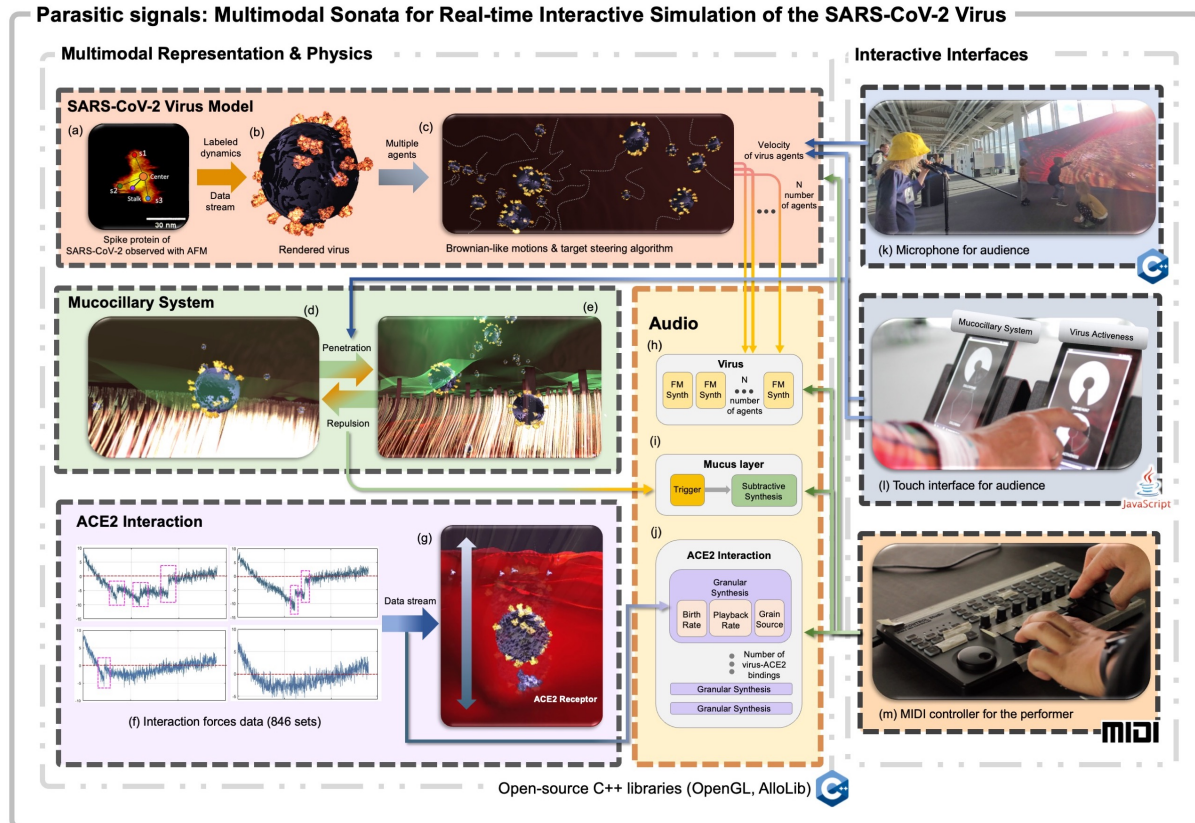 Parasitic signals: Multimodal Sonata for Real-time Interactive Simulation of the SARS-CoV-2 Virus
Multimodal Representation & Physics
SARS-CoV-2 Virus Model
(a)
s1
Center
s2
Stalk
s3
30 nm
Spike protein of
SARS-CoV-2 observed with AFM
Labeled
dynamics
Data
stream
(b)
Rendered virus
Multiple
agents
(c)
Brownian-like motions & target steering algorithm
Velocity
of virus agents
N
number
of agents
Mucocillary System
(d)
Penetration
Repulsion
(e)
ACE2 Interaction
(f) Interaction forces data (846 sets)
Data stream
(g)
ACE2 Receptor
Audio
(h)
Virus
FM
Synth
FM
Synth
N
number
of agents
FM
Synth
(i)
Mucus layer
Trigger
Subtractive
Synthesis
(j)
ACE2 Interaction
Granular
Synthesis
Birth
Rate
Playback
Rate
Grain
Source
Number of
virus-ACE2
bindings
Granular Synthesis
Granular Synthesis
Open-source C++ libraries (OpenGL, AlloLib)
C++
Interactive Interfaces
(k) Microphone for audience
C++
Mucocillary System
Virus Activeness
(l) Touch interface for audience
JavaScript
(m) MIDI controller for the performer
MIDI